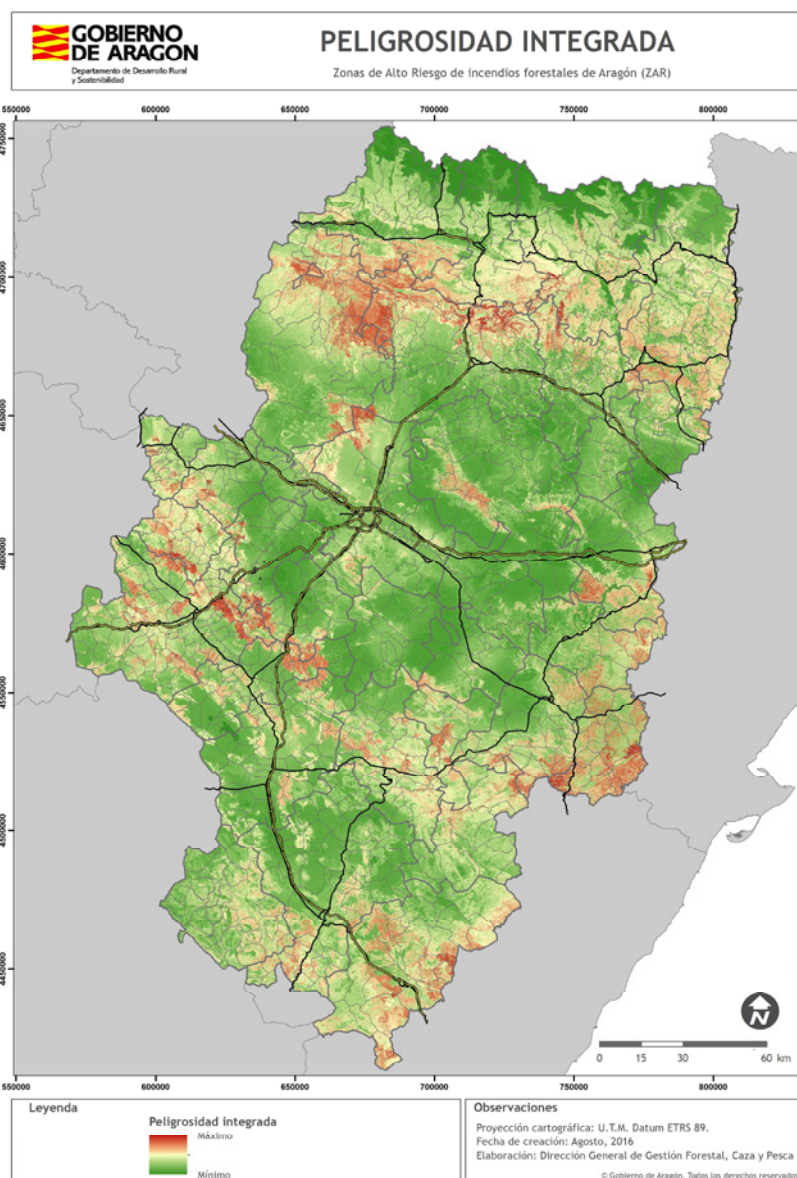 GOBIERNO
DE ARAGON
Departamento de Desarrollo Rural
y Sostenibilidad
PELIGROSIDAD INTEGRADA
Zonas de Alto Riesgo de incendios forestales de Aragón (ZAR)
550000 600000 650000 700000 750000 800000
4750000
4700000
4650000
4600000
4550000
4500000
4450000
N
0 15 30 60 km
550000 600000 650000 700000 750000 800000
Leyenda
Peligrosidad integrada
Máximo
Mínimo
Observaciones
Proyección cartográfica: U.T.M. Datum ETRS 89.
Fecha de creación: Agosto, 2016
Elaboración: Dirección General de Gestión Forestal, Caza y Pesca
© Gobierno de Aragón. Todos los derechos reservados